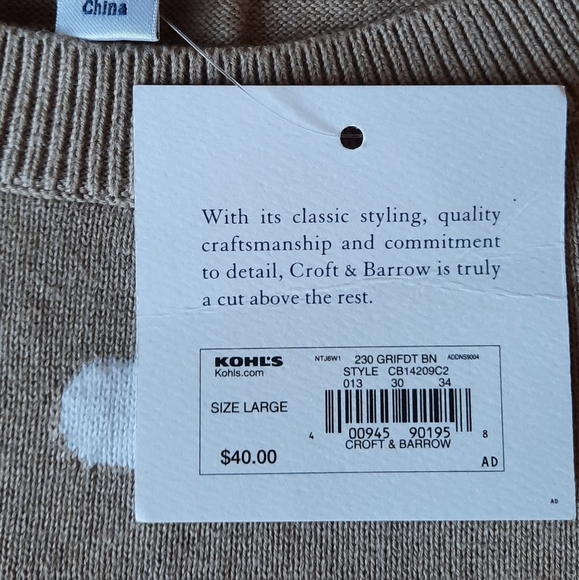 China
With its classic styling, quality
craftsmanship and commitment
to detail, Croft & Barrow is truly
a cut above the rest.
KOHL'S
Kohls.com
NTJ6W1 230 GRIFDT BN ADDNS9004
STYLE CB14209C2
013 30 34
SIZE LARGE
4 00945 90195 8
CROFT & BARROW
$40.00
AD
AD